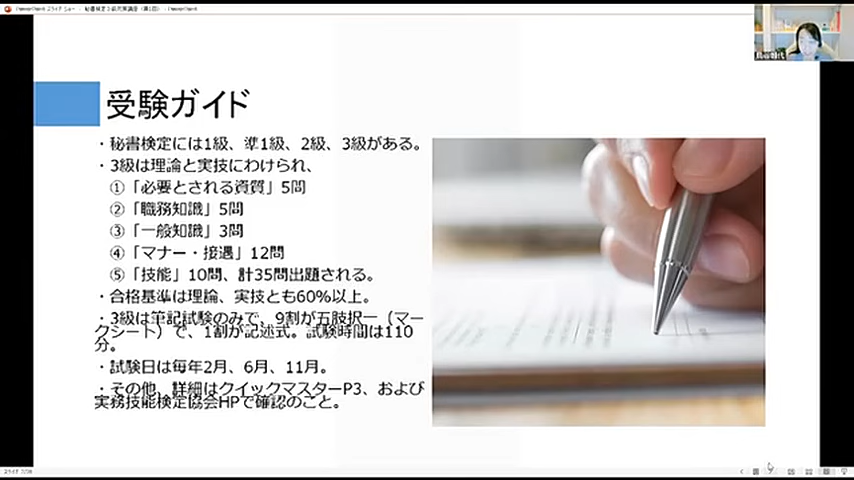 受験ガイド
・秘書検定には1級、準1級、2級、3級がある。
・3級は理論と実技にわけられ、
①「必要とされる資質」5問
②「職務知識」5問
③「一般知識」3問
④「マナー・接遇」12問
⑤「技能」10問、計35問出題される。
・合格基準は理論、実技とも60%以上。
・3級は筆記試験のみで、9割が五肢択一（マー
クシート）で、1割が記述式。試験時間は110
分。
・試験日は毎年2月、6月、11月。
・その他、詳細はクイックマスターP3、および
実務技能検定協会HPで確認のこと。